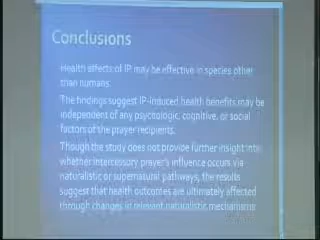 Conclusions
Health effects of IP may be effective in species other
than humans.
The findings suggest IP-induced health benefits may be
independent of any psychologic, cognitive, or social
factors of the prayer recipients.
Though the study does not provide further insight into
whether intercessory prayer's influence occurs via
naturalistic or supernatural pathways, the results
suggest that health outcomes are ultimately affected
through changes in relevant naturalistic mechanisms